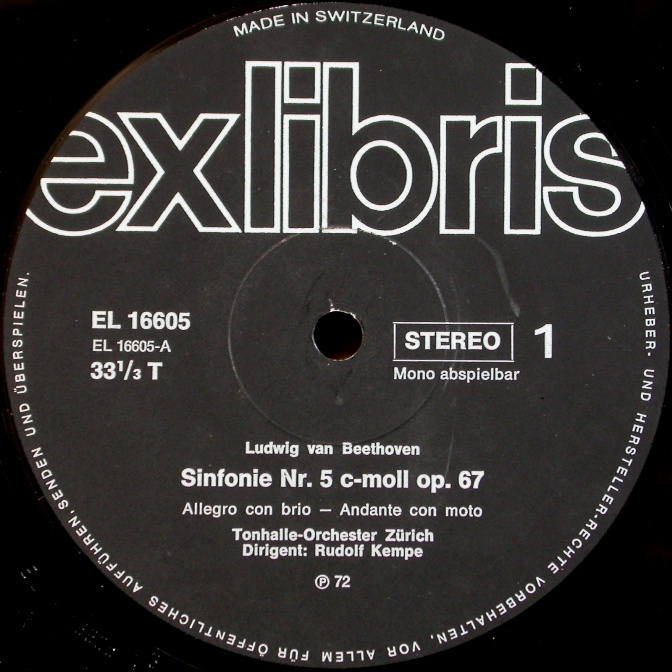 MADE IN SWITZERLAND
exlibris
EL 16605
EL 16605-A
33¹/₃ T
STEREO 1
Mono abspielbar
Ludwig van Beethoven
Sinfonie Nr. 5 c-moll op. 67
Allegro con brio — Andante con moto
Tonhalle-Orchester Zürich
Dirigent: Rudolf Kempe
Ⓟ 72
URHEBER- UND HERSTELLER-RECHTE VORBEHALTEN, VOR ALLEM FÜR ÖFFENTLICHES AUFFÜHREN, SENDEN UND ÜBERSPIELEN.